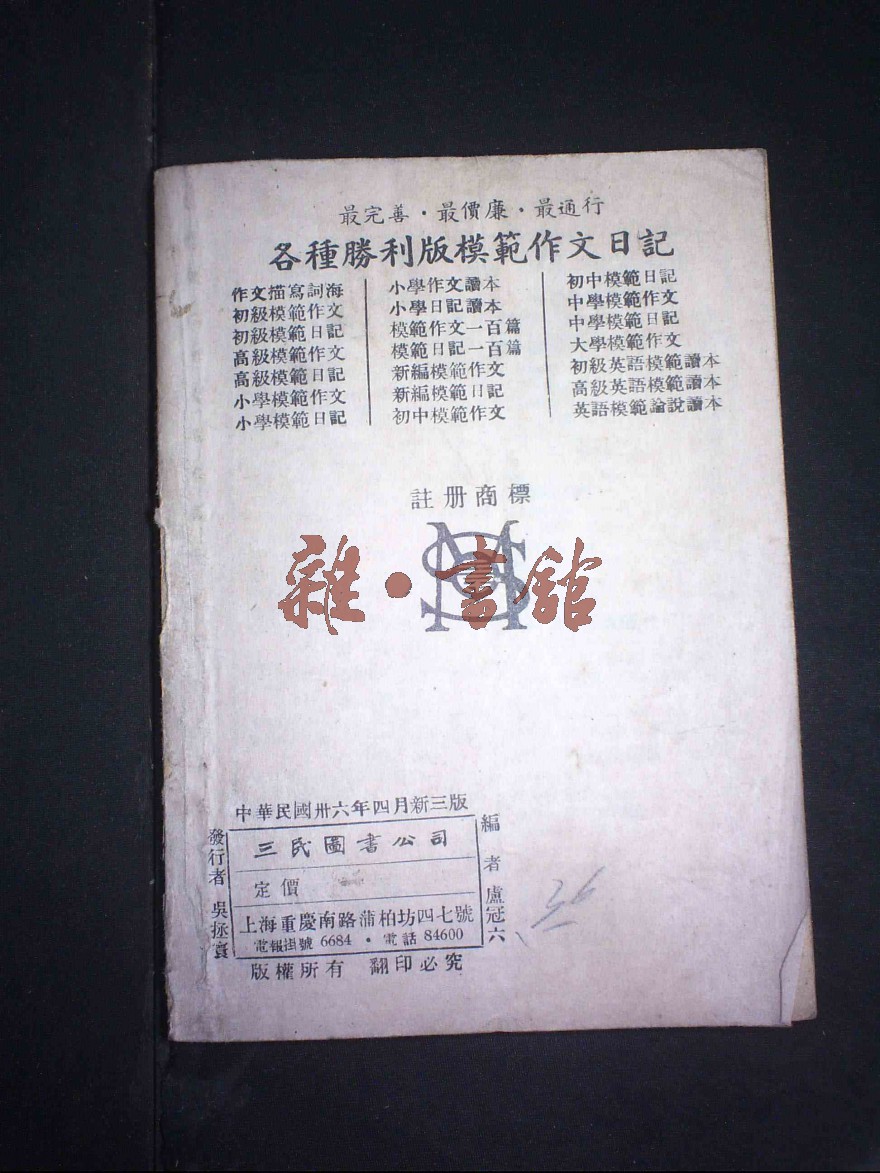 最完善·最價廉·最通行
各種勝利版模範作文日記
作文描寫詞海
初級模範作文
初級模範日記
高級模範作文
高級模範日記
小學模範作文
小學模範日記
小學作文讀本
小學日記讀本
模範作文一百篇
模範日記一百篇
新編模範作文
新編模範日記
初中模範作文
初中模範日記
中學模範作文
中學模範日記
大學模範作文
初級英語模範讀本
高級英語模範讀本
英語模範論說讀本
註册商標
雜·書館
中華民國卅六年四月新三版
編者 盧冠六
三民圖書公司
定價
上海重慶南路蒲柏坊四七號
電報掛號 6684 · 電話 84600
發行者 吳拯寰
版權所有 翻印必究
36